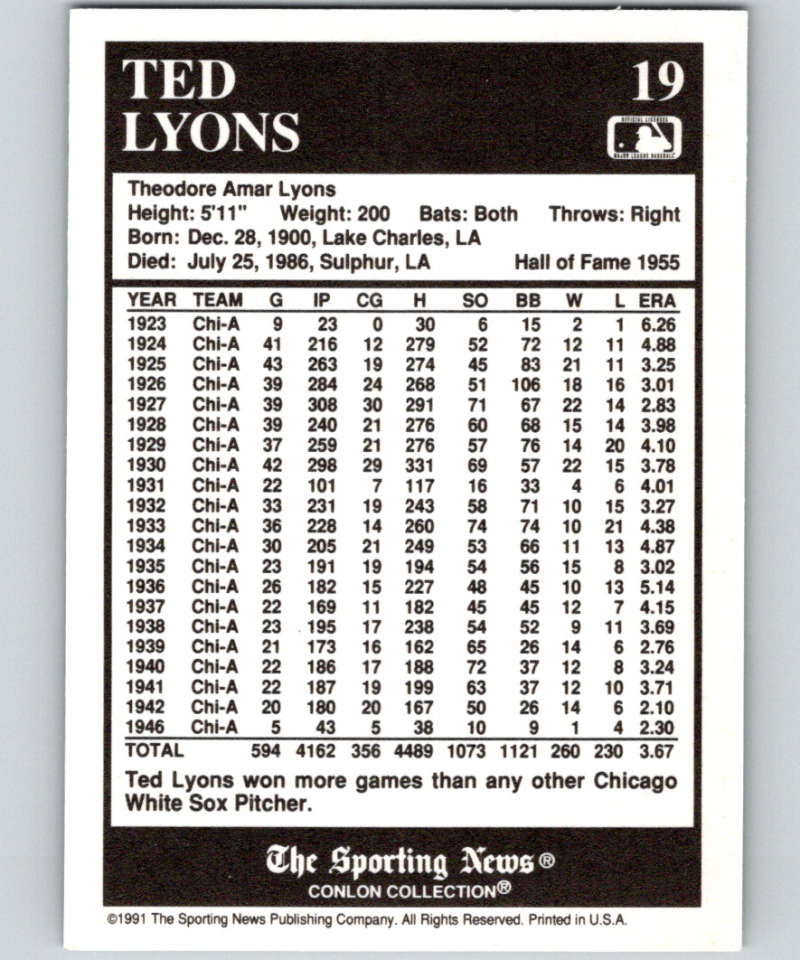 TED 19
LYONS
OFFICIAL LICENSEE
MAJOR LEAGUE BASEBALL
Theodore Amar Lyons
Height: 5'11" Weight: 200 Bats: Both Throws: Right
Born: Dec. 28, 1900, Lake Charles, LA
Died: July 25, 1986, Sulphur, LA Hall of Fame 1955
YEAR TEAM G IP CG H SO BB W L ERA
1923 Chi-A 9 23 0 30 6 15 2 1 6.26
1924 Chi-A 41 216 12 279 52 72 12 11 4.88
1925 Chi-A 43 263 19 274 45 83 21 11 3.25
1926 Chi-A 39 284 24 268 51 106 18 16 3.01
1927 Chi-A 39 308 30 291 71 67 22 14 2.83
1928 Chi-A 39 240 21 276 60 68 15 14 3.98
1929 Chi-A 37 259 21 276 57 76 14 20 4.10
1930 Chi-A 42 298 29 331 69 57 22 15 3.78
1931 Chi-A 22 101 7 117 16 33 4 6 4.01
1932 Chi-A 33 231 19 243 58 71 10 15 3.27
1933 Chi-A 36 228 14 260 74 74 10 21 4.38
1934 Chi-A 30 205 21 249 53 66 11 13 4.87
1935 Chi-A 23 191 19 194 54 56 15 8 3.02
1936 Chi-A 26 182 15 227 48 45 10 13 5.14
1937 Chi-A 22 169 11 182 45 45 12 7 4.15
1938 Chi-A 23 195 17 238 54 52 9 11 3.69
1939 Chi-A 21 173 16 162 65 26 14 6 2.76
1940 Chi-A 22 186 17 188 72 37 12 8 3.24
1941 Chi-A 22 187 19 199 63 37 12 10 3.71
1942 Chi-A 20 180 20 167 50 26 14 6 2.10
1946 Chi-A 5 43 5 38 10 9 1 4 2.30
TOTAL 594 4162 356 4489 1073 1121 260 230 3.67
Ted Lyons won more games than any other Chicago
White Sox Pitcher.
The Sporting News®
CONLON COLLECTION®
©1991 The Sporting News Publishing Company. All Rights Reserved. Printed in U.S.A.